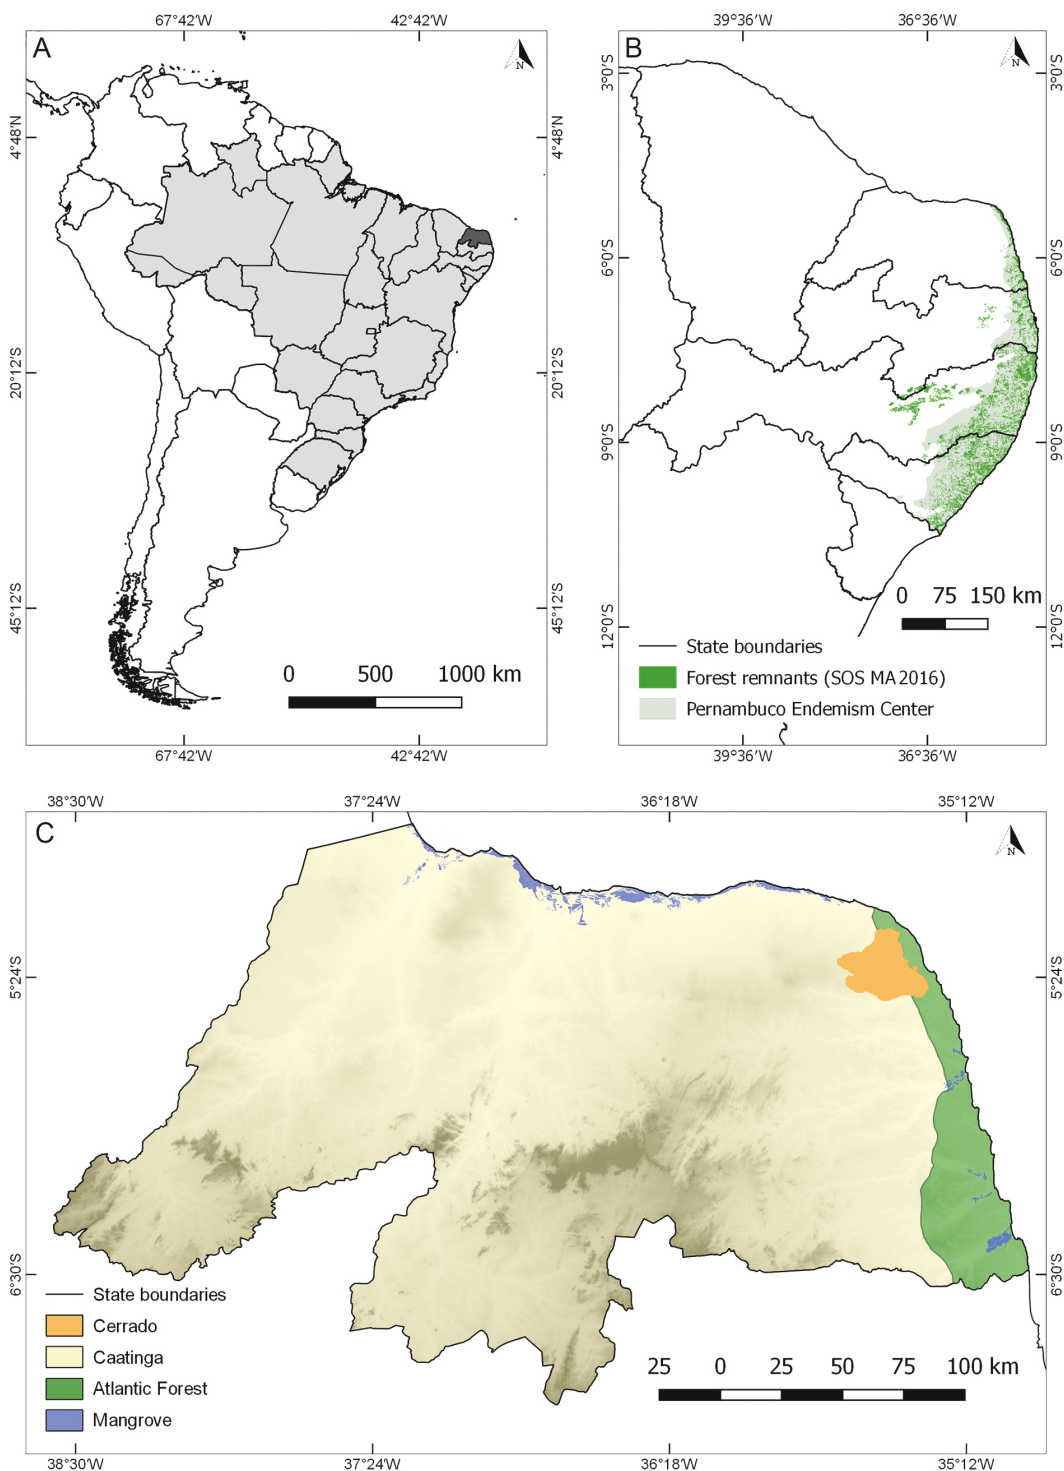 67°42'W 42°42'W
A
N
4°48'N 4°48'N
20°12'S 20°12'S
45°12'S 45°12'S
0 500 1000 km
67°42'W 42°42'W
39°36'W 36°36'W
B
N
3°0'S 3°0'S
6°0'S 6°0'S
9°0'S 9°0'S
12°0'S 12°0'S
0 75 150 km
State boundaries
Forest remnants (SOS MA 2016)
Pernambuco Endemism Center
39°36'W 36°36'W
38°30'W 37°24'W 36°18'W 35°12'W
C
N
5°24'S 5°24'S
6°30'S 6°30'S
State boundaries
Cerrado
Caatinga
Atlantic Forest
Mangrove
25 0 25 50 75 100 km
38°30'W 37°24'W 36°18'W 35°12'W